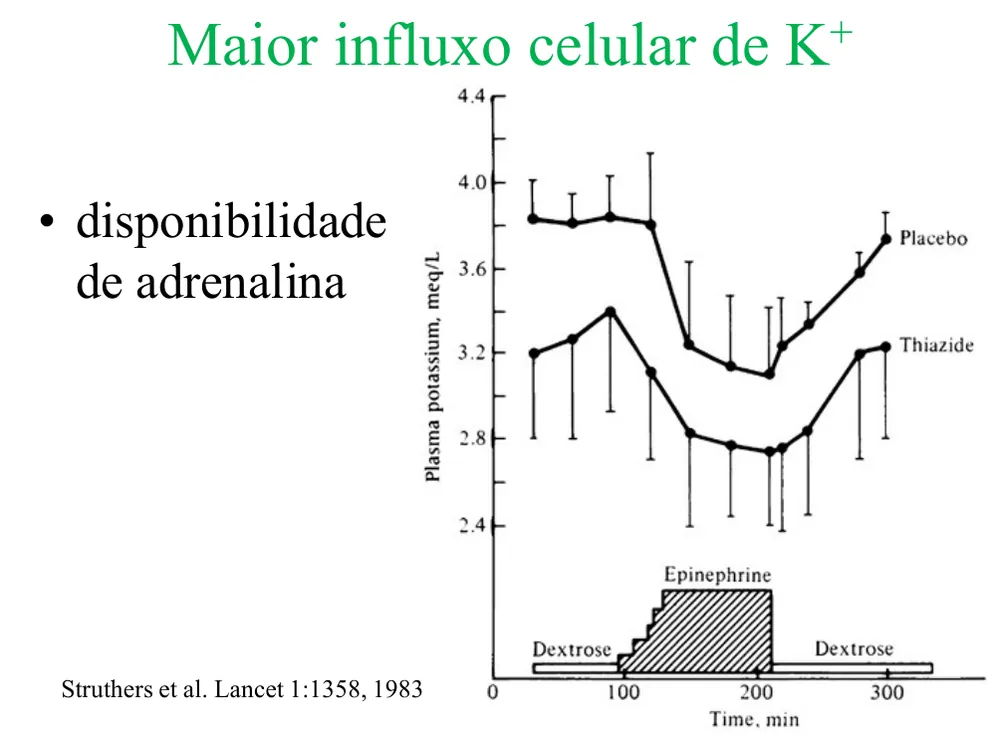 Maior influxo celular de K+
• disponibilidade
de adrenalina
4.4
4.0
3.6
3.2
2.8
2.4
Plasma potassium, meq/L
Placebo
Thiazide
Epinephrine
Dextrose
Dextrose
0 100 200 300
Time, min
Struthers et al. Lancet 1:1358, 1983